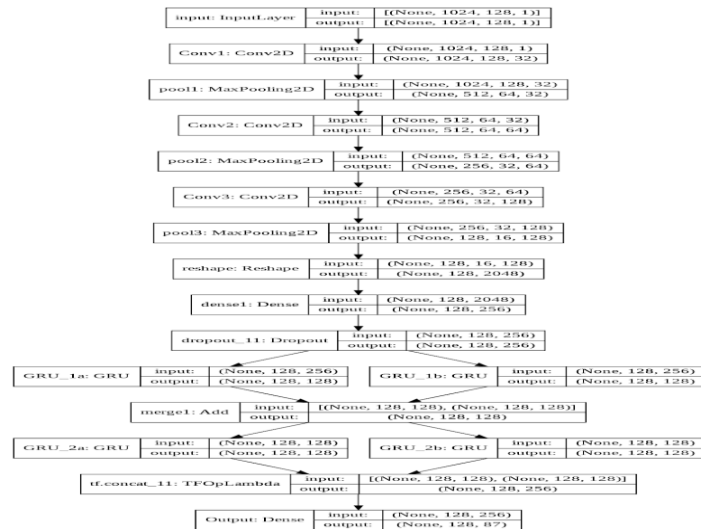 input: InputLayer input: [(None, 1024, 128, 1)]
output: [(None, 1024, 128, 1)]
Conv1: Conv2D input: (None, 1024, 128, 1)
output: (None, 1024, 128, 32)
pool1: MaxPooling2D input: (None, 1024, 128, 32)
output: (None, 512, 64, 32)
Conv2: Conv2D input: (None, 512, 64, 32)
output: (None, 512, 64, 64)
pool2: MaxPooling2D input: (None, 512, 64, 64)
output: (None, 256, 32, 64)
Conv3: Conv2D input: (None, 256, 32, 64)
output: (None, 256, 32, 128)
pool3: MaxPooling2D input: (None, 256, 32, 128)
output: (None, 128, 16, 128)
reshape: Reshape input: (None, 128, 16, 128)
output: (None, 128, 2048)
dense1: Dense input: (None, 128, 2048)
output: (None, 128, 256)
dropout_11: Dropout input: (None, 128, 256)
output: (None, 128, 256)
GRU_1a: GRU input: (None, 128, 256)
output: (None, 128, 128)
GRU_1b: GRU input: (None, 128, 256)
output: (None, 128, 128)
merge1: Add input: [(None, 128, 128), (None, 128, 128)]
output: (None, 128, 128)
GRU_2a: GRU input: (None, 128, 128)
output: (None, 128, 128)
GRU_2b: GRU input: (None, 128, 128)
output: (None, 128, 128)
tf.concat_11: TFOpLambda input: [(None, 128, 128), (None, 128, 128)]
output: (None, 128, 256)
Output: Dense input: (None, 128, 256)
output: (None, 128, 87)